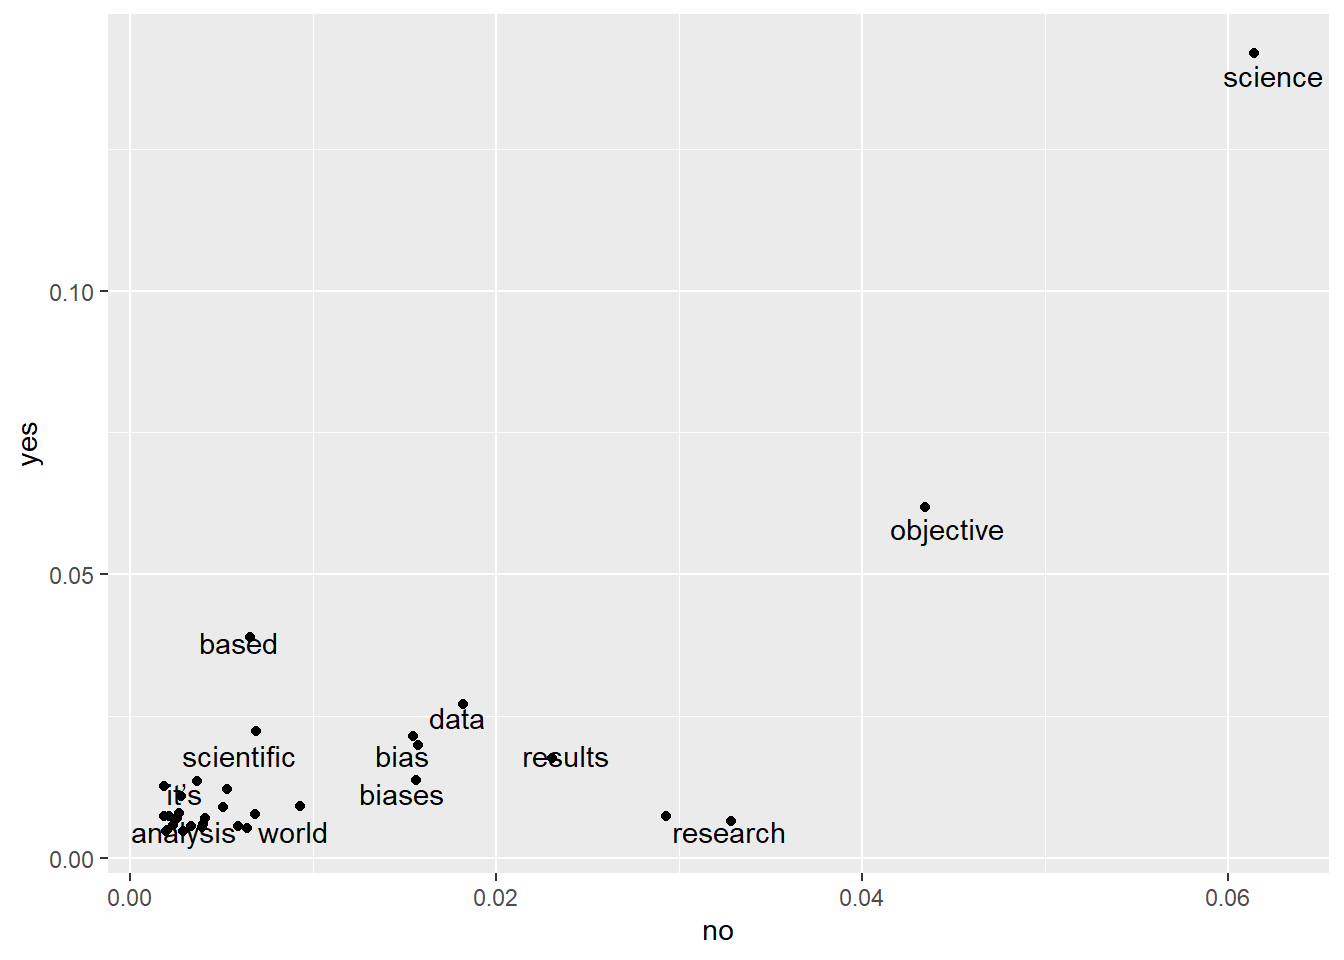 science
0.10
yes
objective
0.05
based
data
scientific
bias
results
it's
biases
analysis
world
research
0.00
0.00
0.02
0.04
0.06
no